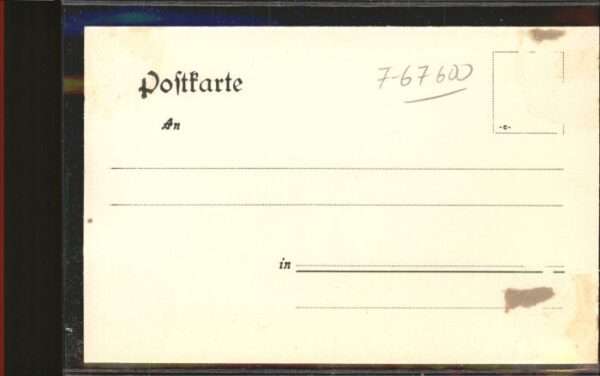 Postkarte
7-67600
An
-c-
in